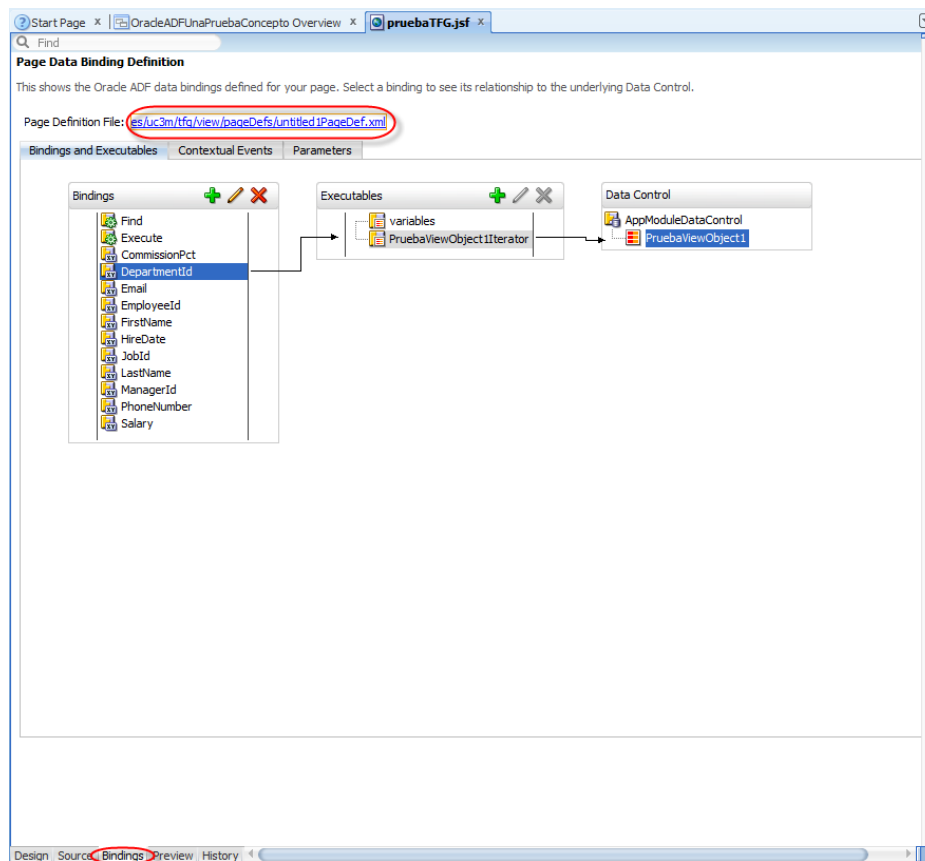 Start Page x OracleADFUnaPruebaConcepto Overview x pruebaTFG.jsf x
Find
Page Data Binding Definition
This shows the Oracle ADF data bindings defined for your page. Select a binding to see its relationship to the underlying Data Control.
Page Definition File: es/uc3m/tfg/view/pageDefs/untitled1PageDef.xml
Bindings and Executables Contextual Events Parameters
Bindings Executables Data Control
Find variables AppModuleDataControl
Execute PruebaViewObject1Iterator PruebaViewObject1
CommissionPct
DepartmentId
Email
EmployeeId
FirstName
HireDate
JobId
LastName
ManagerId
PhoneNumber
Salary
Design Source Bindings Preview History